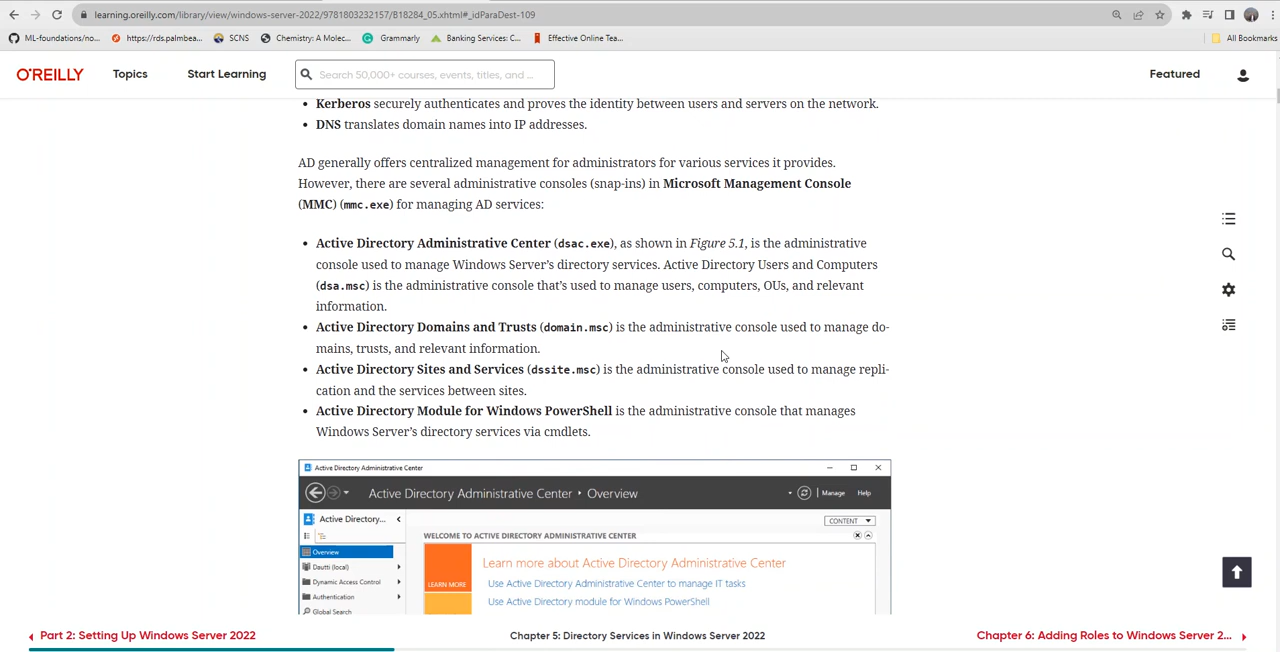 learning.oreilly.com/library/view/windows-server-2022/9781803232157/B18284_05.xhtml#_idParaDest-109
ML-foundations/no... https://rds.palmbea... SCNS Chemistry: A Molec... Grammarly Banking Services: C... Effective Online Tea... All Bookmarks
O'REILLY Topics Start Learning Search 50,000+ courses, events, titles, and ... Featured
• Kerberos securely authenticates and proves the identity between users and servers on the network.
• DNS translates domain names into IP addresses.
AD generally offers centralized management for administrators for various services it provides.
However, there are several administrative consoles (snap-ins) in Microsoft Management Console
(MMC) (mmc.exe) for managing AD services:
• Active Directory Administrative Center (dsac.exe), as shown in Figure 5.1, is the administrative
console used to manage Windows Server's directory services. Active Directory Users and Computers
(dsa.msc) is the administrative console that's used to manage users, computers, OUs, and relevant
information.
• Active Directory Domains and Trusts (domain.msc) is the administrative console used to manage do-
mains, trusts, and relevant information.
• Active Directory Sites and Services (dssite.msc) is the administrative console used to manage repli-
cation and the services between sites.
• Active Directory Module for Windows PowerShell is the administrative console that manages
Windows Server's directory services via cmdlets.
Active Directory Administrative Center
Active Directory Administrative Center • Overview Manage Help
Active Directory... CONTENT
WELCOME TO ACTIVE DIRECTORY ADMINISTRATIVE CENTER
Overview
Dautti (local)
Dynamic Access Control
Authentication
Global Search
LEARN MORE
Learn more about Active Directory Administrative Center
Use Active Directory Administrative Center to manage IT tasks
Use Active Directory module for Windows PowerShell
Part 2: Setting Up Windows Server 2022 Chapter 5: Directory Services in Windows Server 2022 Chapter 6: Adding Roles to Windows Server 2...